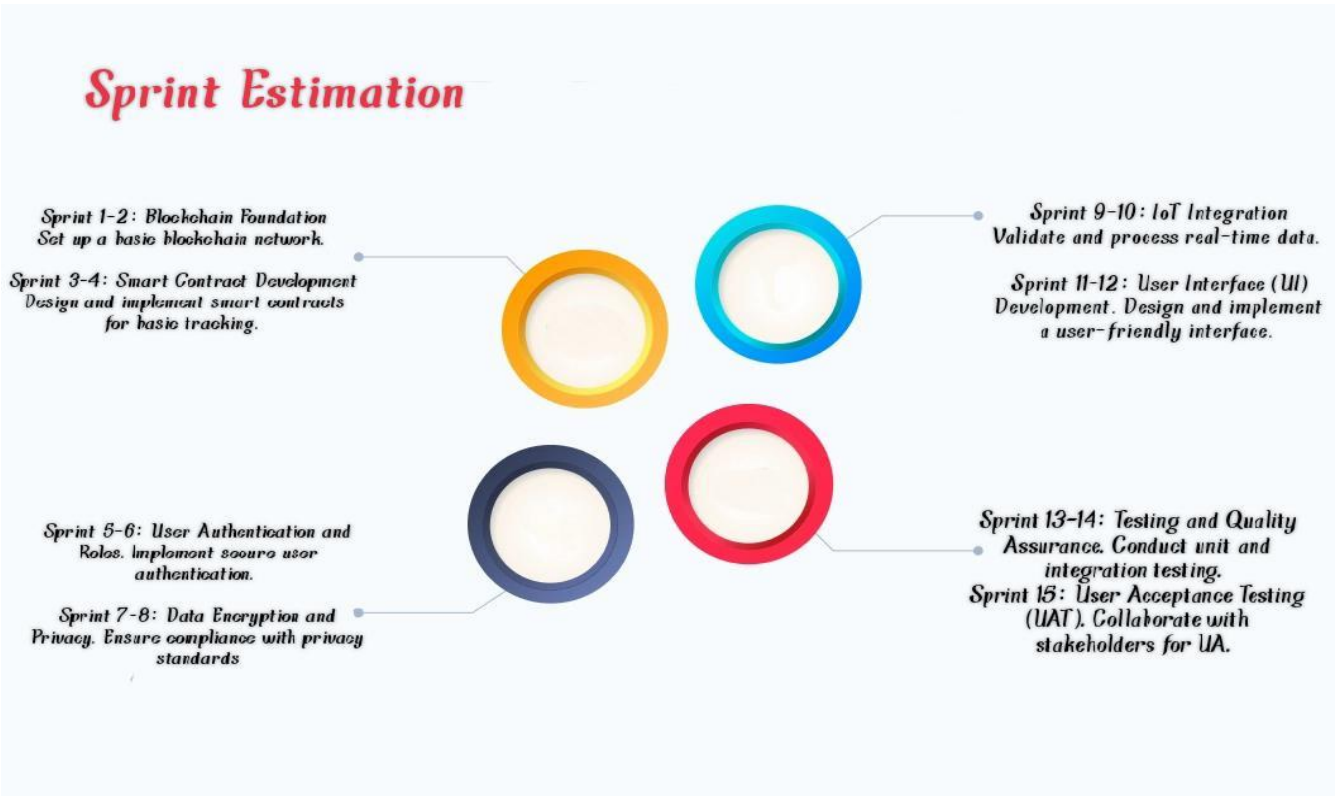 Sprint Estimation
Sprint 1-2: Blockchain Foundation
Set up a basic blockchain network.
Sprint 3-4: Smart Contract Development
Design and implement smart contracts
for basic tracking.
Sprint 5-6: User Authentication and
Roles. Implement secure user
authentication.
Sprint 7-8: Data Encryption and
Privacy. Ensure compliance with privacy
standards
Sprint 9-10: IoT Integration
Validate and process real-time data.
Sprint 11-12: User Interface (UI)
Development. Design and implement
a user-friendly interface.
Sprint 13-14: Testing and Quality
Assurance. Conduct unit and
integration testing.
Sprint 15: User Acceptance Testing
(UAT). Collaborate with
stakeholders for UA.